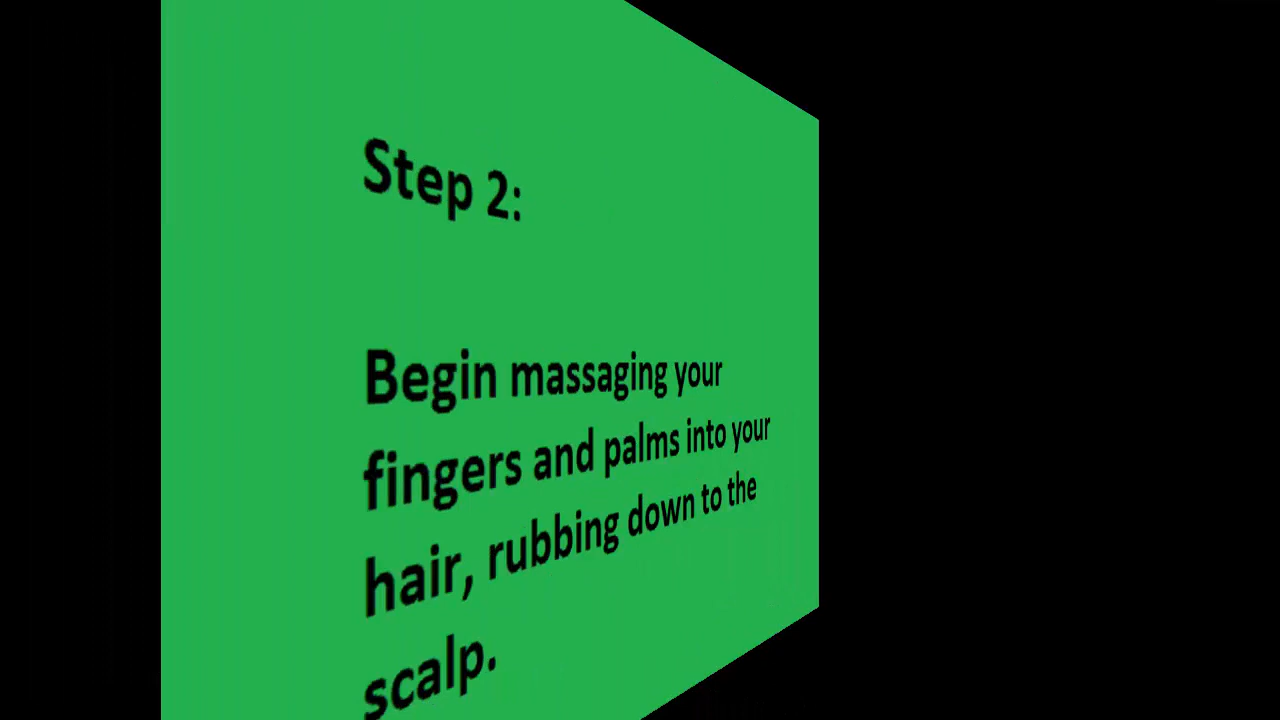 Step 2:
Begin massaging your
fingers and palms into your
hair, rubbing down to the
scalp.